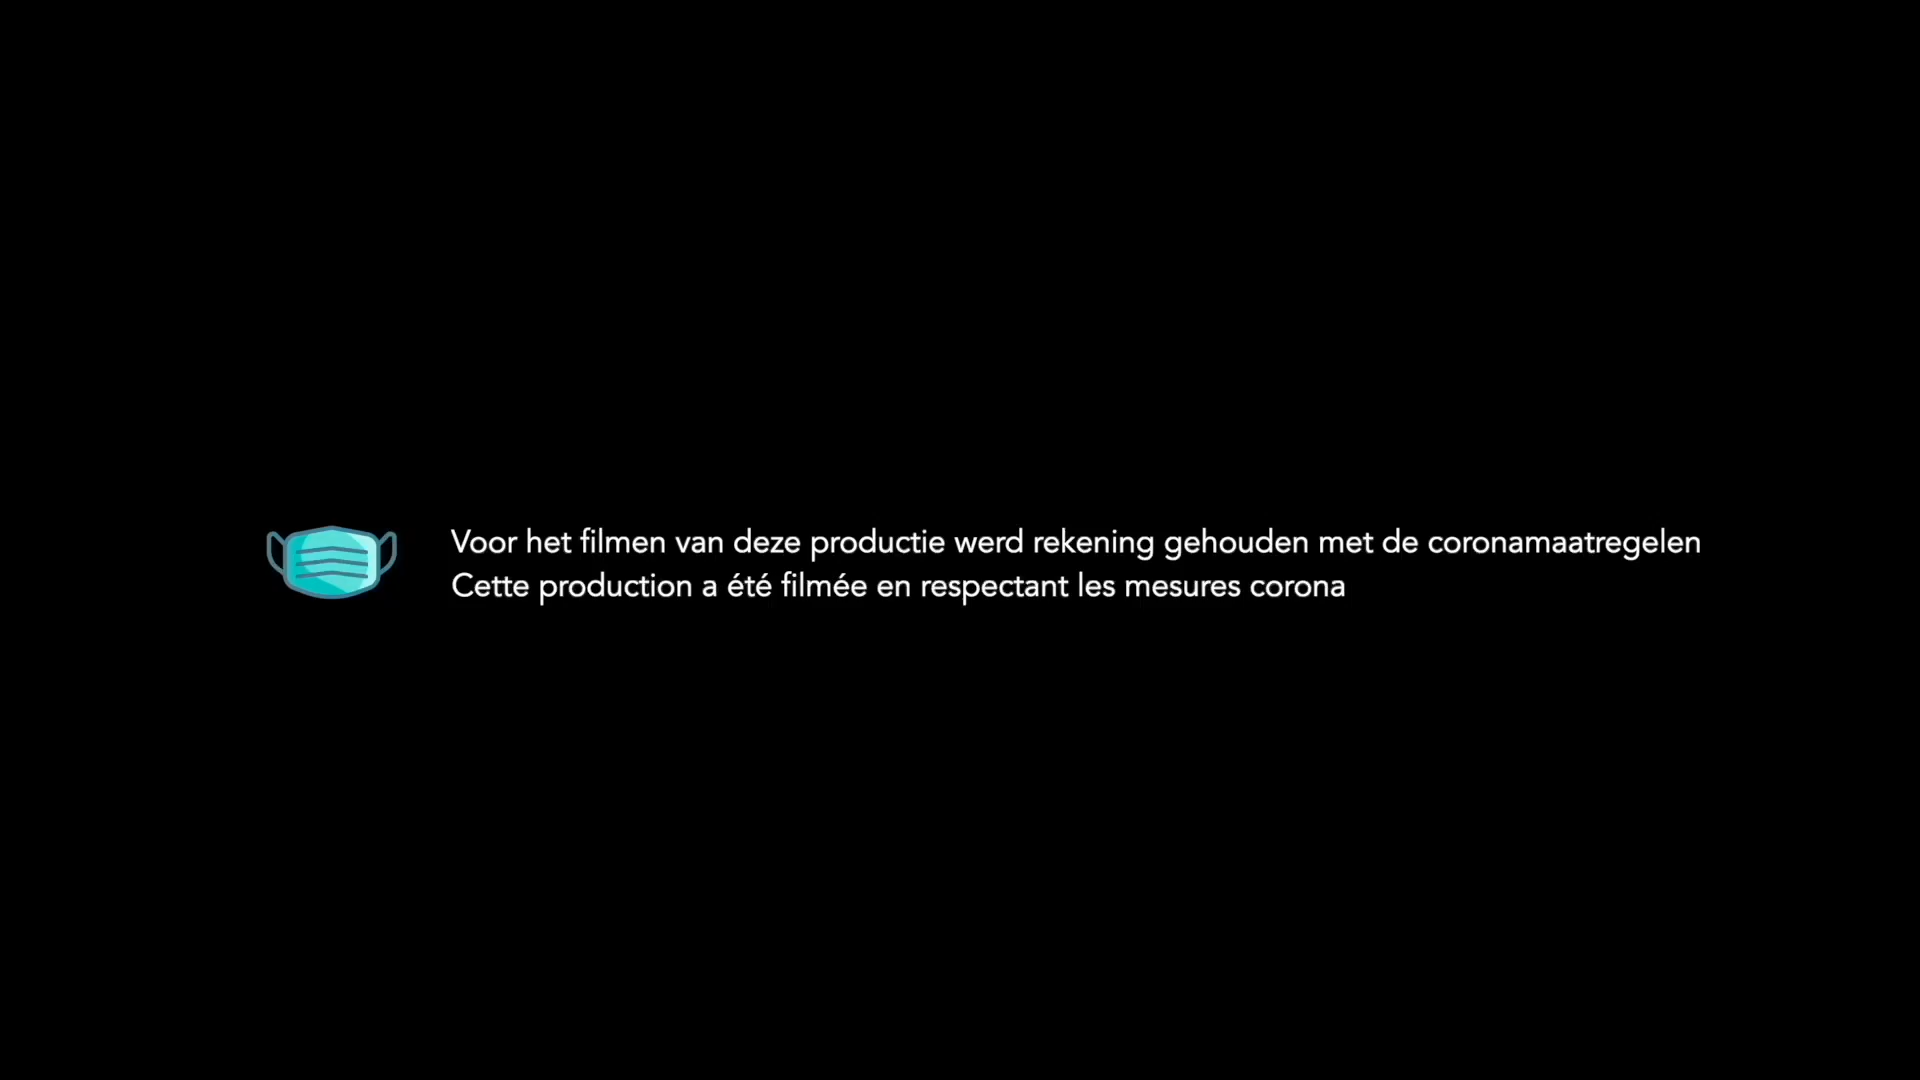 Voor het filmen van deze productie werd rekening gehouden met de coronamaatregelen
Cette production a été filmée en respectant les mesures corona